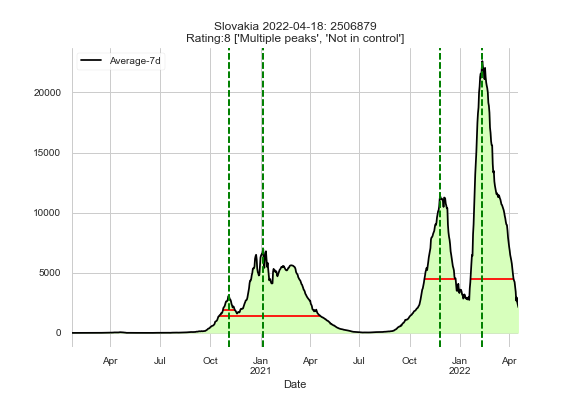 Slovakia 2022-04-18: 2506879
Rating:8 ['Multiple peaks', 'Not in control']
Average-7d
20000
15000
10000
5000
0
Apr Jul Oct Jan Apr Jul Oct Jan Apr
2021 2022
Date